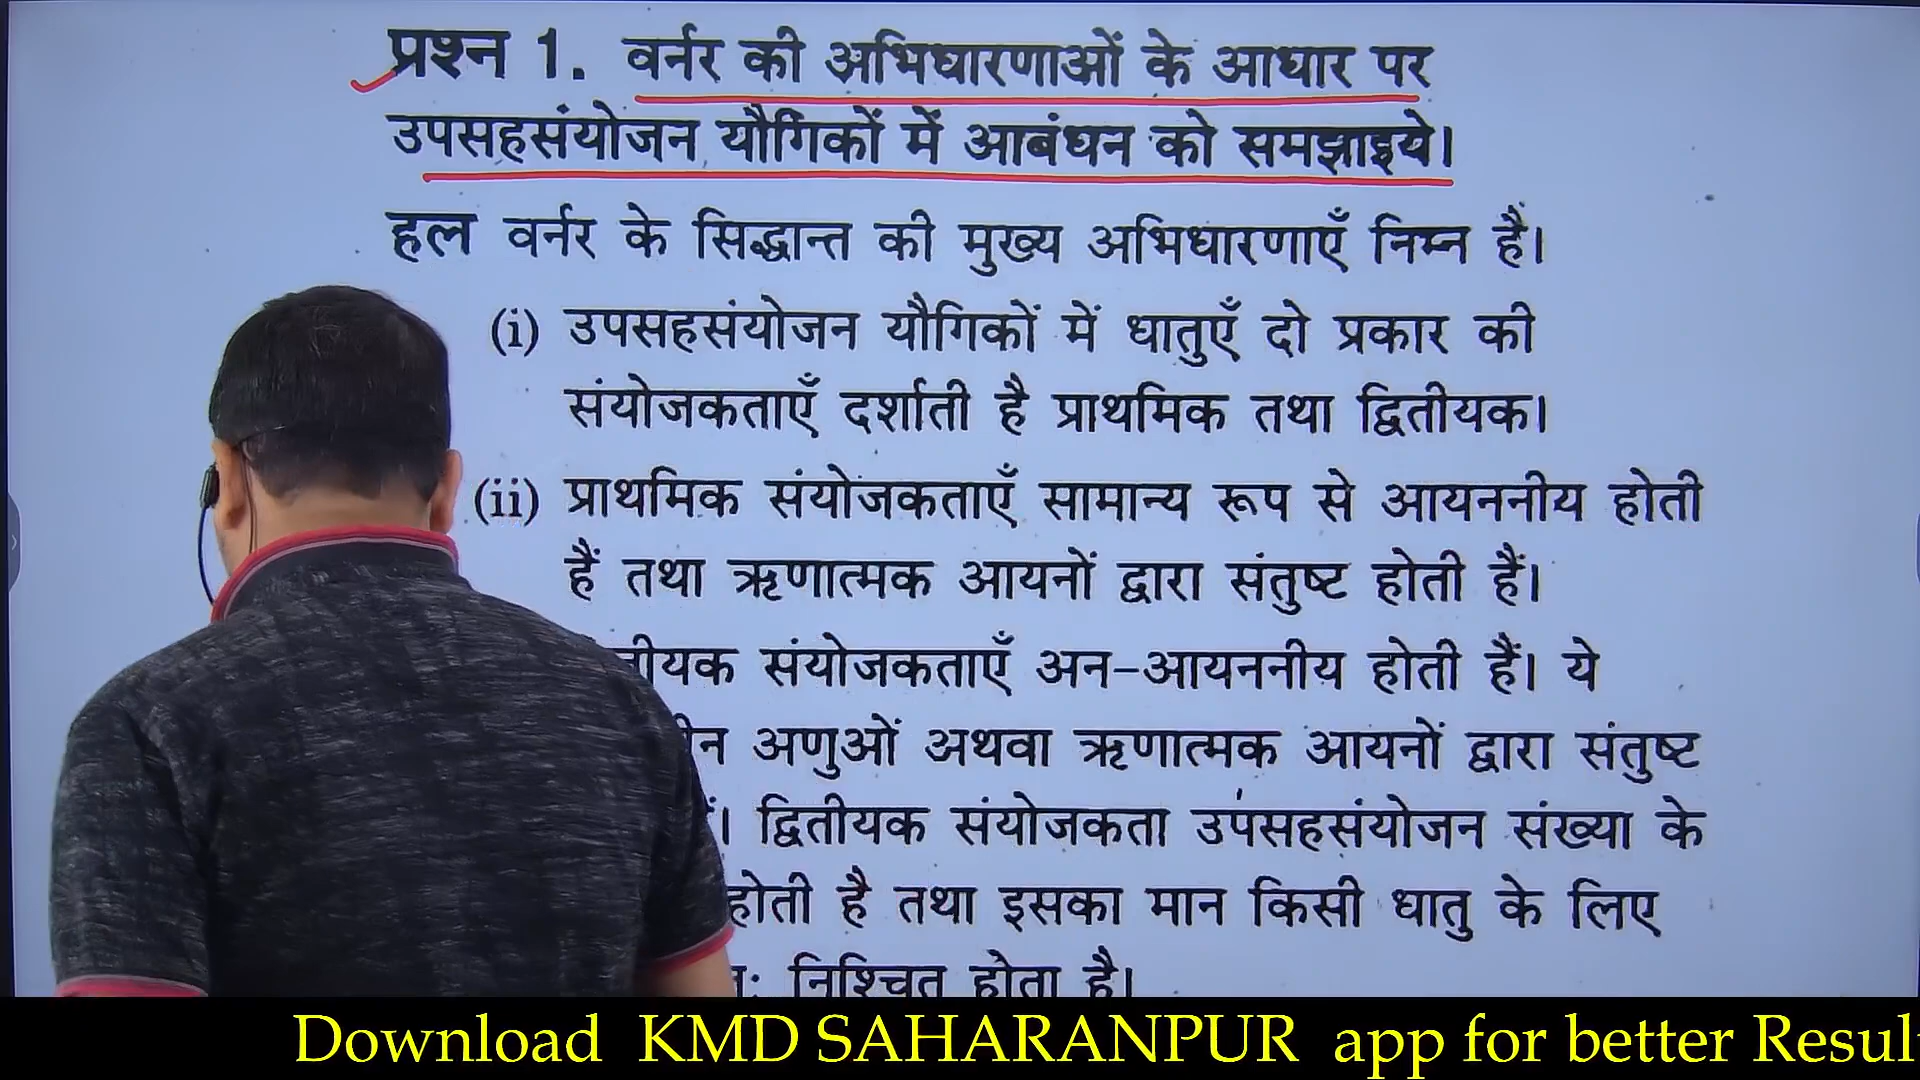 प्रश्न 1. वर्नर की अभिधारणाओं के आधार पर
उपसहसंयोजन यौगिकों में आबंधन को समझाइये।
हल वर्नर के सिद्धान्त की मुख्य अभिधारणाएँ निम्न हैं।
(i) उपसहसंयोजन यौगिकों में धातुएँ दो प्रकार की
संयोजकताएँ दर्शाती है प्राथमिक तथा द्वितीयक।
(ii) प्राथमिक संयोजकताएँ सामान्य रूप से आयननीय होती
हैं तथा ऋणात्मक आयनों द्वारा संतुष्ट होती हैं।
संयोजकताएँ अन-आयननीय होती हैं। ये
अणुओं अथवा ऋणात्मक आयनों द्वारा संतुष्ट
। द्वितीयक संयोजकता उपसहसंयोजन संख्या के
होती है तथा इसका मान किसी धातु के लिए
निश्चित होता है।
Download KMD SAHARANPUR app for better Resul